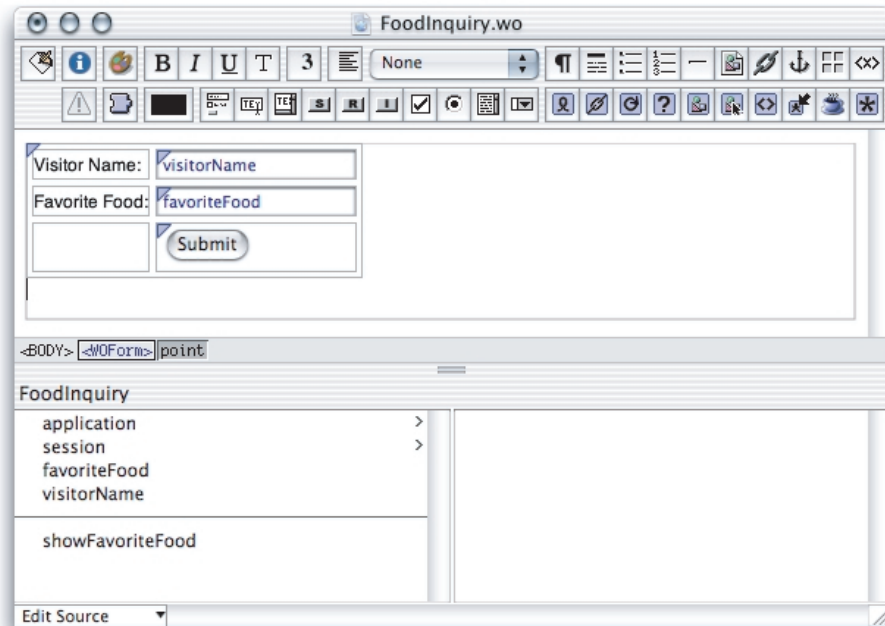 FoodInquiry.wo
B I U T 3 None
TEXT S R I ?
Visitor Name: visitorName
Favorite Food: favoriteFood
Submit
<BODY> <WOForm> point
FoodInquiry
application >
session >
favoriteFood
visitorName
showFavoriteFood
Edit Source